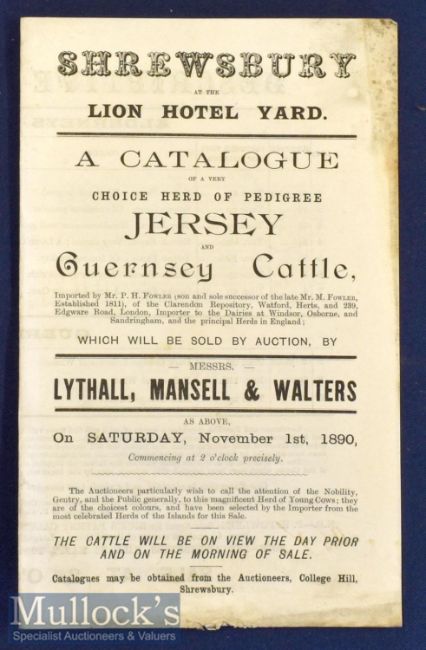 SHREWSBURY
AT THE
LION HOTEL YARD.
A CATALOGUE
OF A VERY
CHOICE HERD OF PEDIGREE
JERSEY
AND
Guernsey Cattle,
Imported by Mr. P. H. FOWLER (son and sole successor of the late Mr. M. FOWLER,
Established 1811), of the Clarendon Repository, Watford, Herts, and 239,
Edgware Road, London, Importer to the Dairies at Windsor, Osborne, and
Sandringham, and the principal Herds in England;
WHICH WILL BE SOLD BY AUCTION, BY
— MESSRS. —
LYTHALL, MANSELL & WALTERS
AS ABOVE,
On SATURDAY, November 1st, 1890,
Commencing at 2 o'clock precisely.
The Auctioneers particularly wish to call the attention of the Nobility,
Gentry, and the Public generally, to this magnificent Herd of Young Cows; they
are of the choicest colours, and have been selected by the Importer from the
most celebrated Herds of the Islands for this Sale.
THE CATTLE WILL BE ON VIEW THE DAY PRIOR
AND ON THE MORNING OF SALE.
Catalogues may be obtained from the Auctioneers, College Hill,
Shrewsbury.
Mullock's
Specialist Auctioneers & Valuers